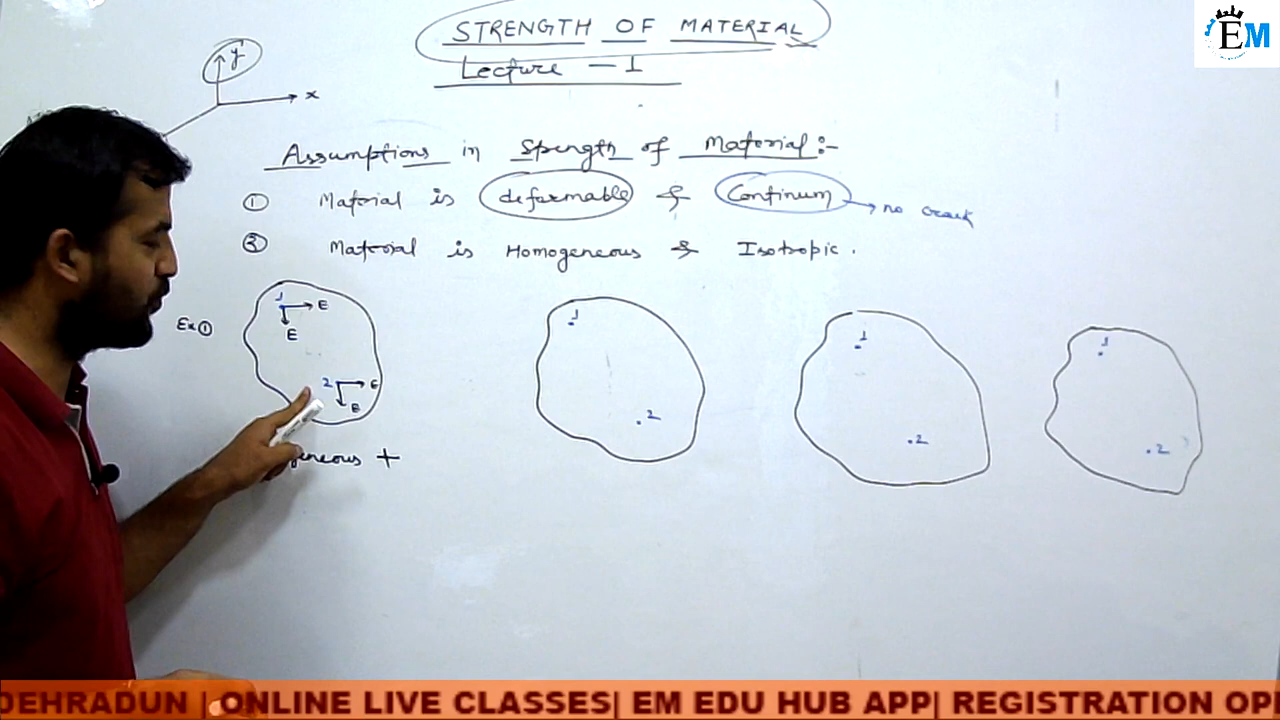 STRENGTH OF MATERIAL
Lecture - 1
EM
y
x
Assumptions in Strength of Material:-
① Material is deformable & Continum → no crack
② Material is Homogeneous & Isotropic.
Ex ①
1 E
E
2 E
E
1
2
1
2
1
2
geneous +
DEHRADUN | ONLINE LIVE CLASSES| EM EDU HUB APP| REGISTRATION OP